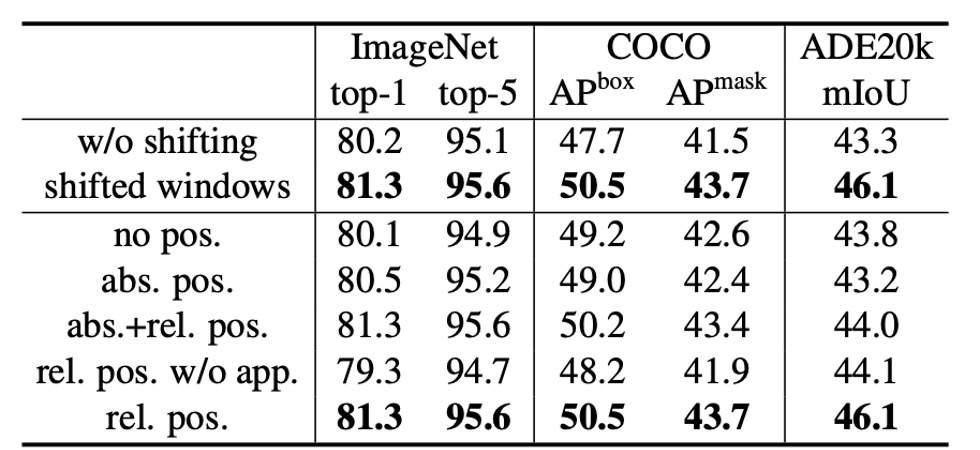 ImageNet COCO ADE20k
top-1 top-5 AP^box AP^mask mIoU
w/o shifting 80.2 95.1 47.7 41.5 43.3
shifted windows 81.3 95.6 50.5 43.7 46.1
no pos. 80.1 94.9 49.2 42.6 43.8
abs. pos. 80.5 95.2 49.0 42.4 43.2
abs.+rel. pos. 81.3 95.6 50.2 43.4 44.0
rel. pos. w/o app. 79.3 94.7 48.2 41.9 44.1
rel. pos. 81.3 95.6 50.5 43.7 46.1